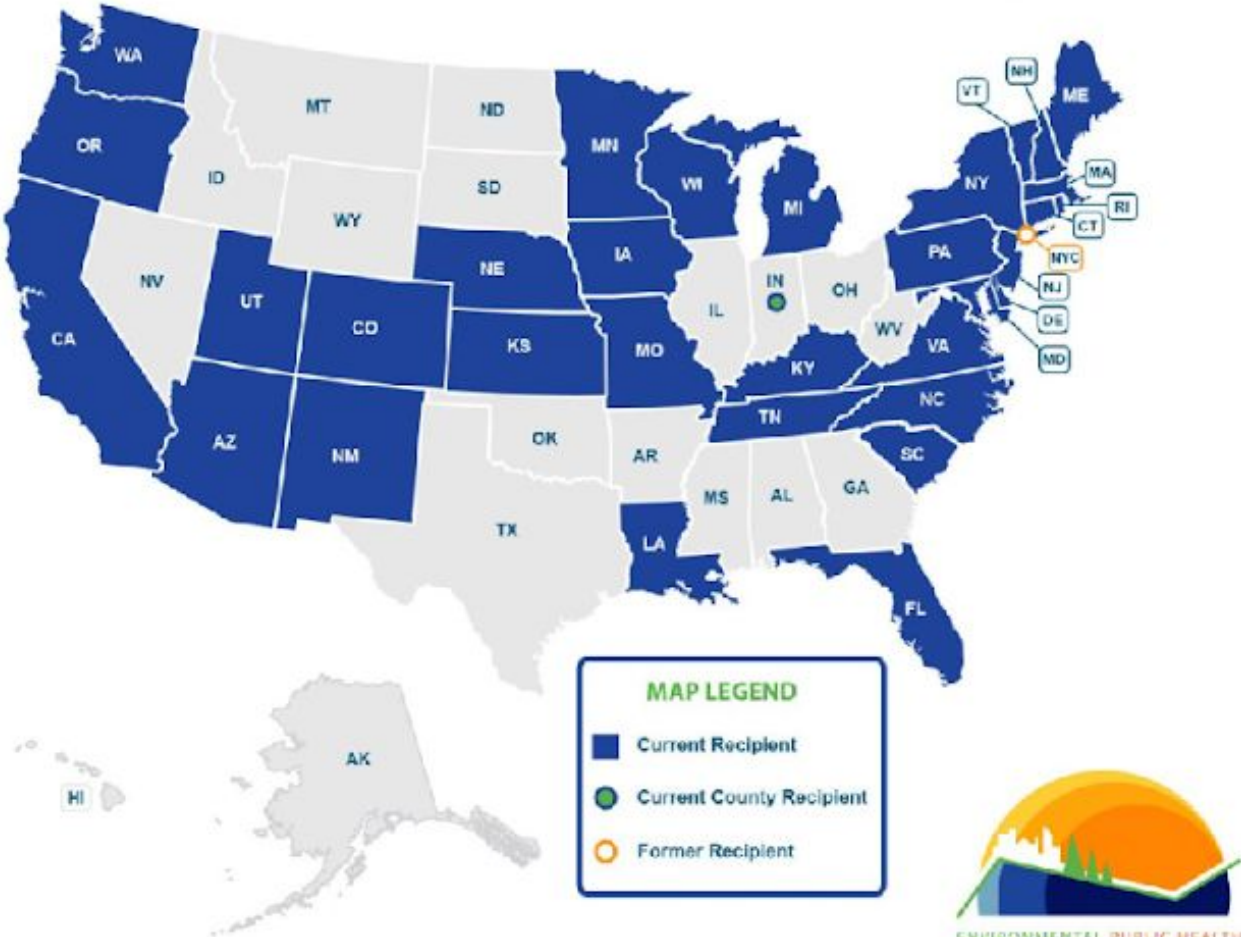 WA
MT
ND
MN
OR
ID
SD
WI
MI
NY
VT
NH
ME
MA
RI
CT
NYC
NJ
DE
MD
WY
NV
UT
CO
NE
IA
IL
IN
OH
PA
WV
VA
CA
KS
MO
KY
NC
TN
SC
AZ
NM
OK
AR
MS
AL
GA
TX
LA
FL
AK
HI
MAP LEGEND
Current Recipient
Current County Recipient
Former Recipient
ENVIRONMENTAL PUBLIC HEALTH